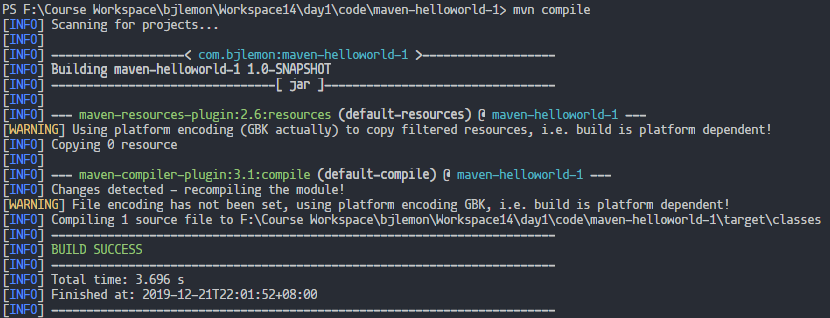 PS F:\Course Workspace\bjlemon\Workspace14\day1\code\maven-helloworld-1> mvn compile
[INFO] Scanning for projects...
[INFO]
[INFO] -------------------< com.bjlemon:maven-helloworld-1 >-------------------
[INFO] Building maven-helloworld-1 1.0-SNAPSHOT
[INFO] --------------------------------[ jar ]---------------------------------
[INFO]
[INFO] --- maven-resources-plugin:2.6:resources (default-resources) @ maven-helloworld-1 ---
[WARNING] Using platform encoding (GBK actually) to copy filtered resources, i.e. build is platform dependent!
[INFO] Copying 0 resource
[INFO]
[INFO] --- maven-compiler-plugin:3.1:compile (default-compile) @ maven-helloworld-1 ---
[INFO] Changes detected - recompiling the module!
[WARNING] File encoding has not been set, using platform encoding GBK, i.e. build is platform dependent!
[INFO] Compiling 1 source file to F:\Course Workspace\bjlemon\Workspace14\day1\code\maven-helloworld-1\target\classes
[INFO] ------------------------------------------------------------------------
[INFO] BUILD SUCCESS
[INFO] ------------------------------------------------------------------------
[INFO] Total time: 3.696 s
[INFO] Finished at: 2019-12-21T22:01:52+08:00
[INFO] ------------------------------------------------------------------------